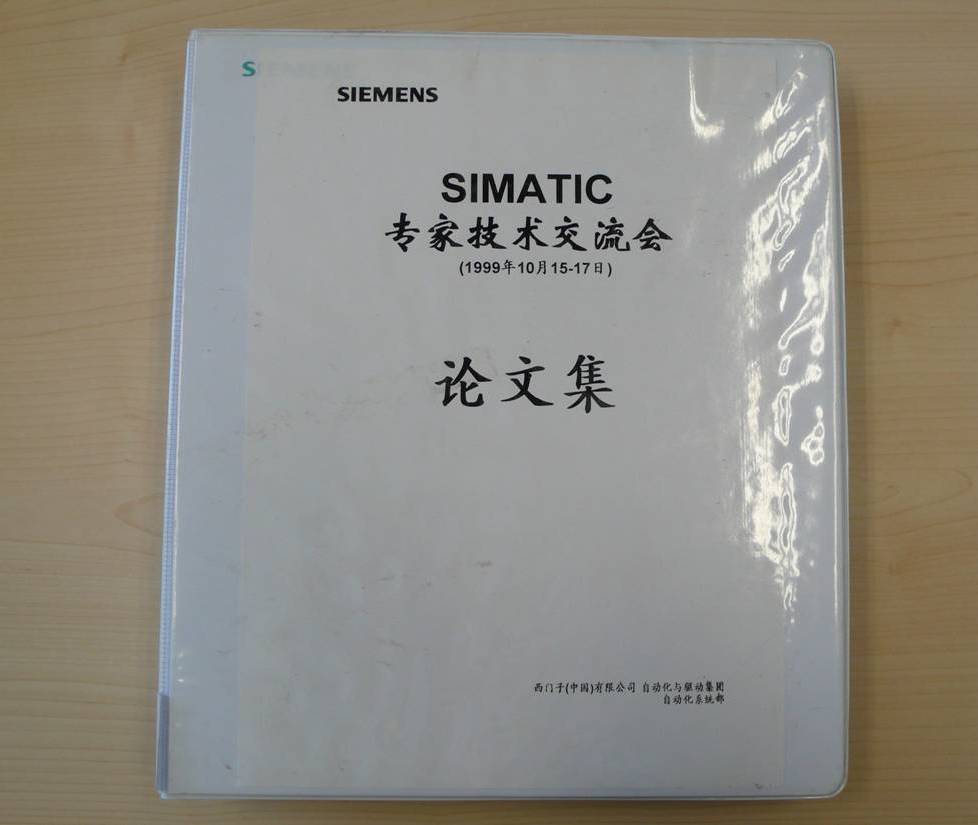 SIEMENS
SIEMENS
SIMATIC
专家技术交流会
(1999年10月15-17日)
论文集
西门子(中国)有限公司 自动化与驱动集团
自动化系统部